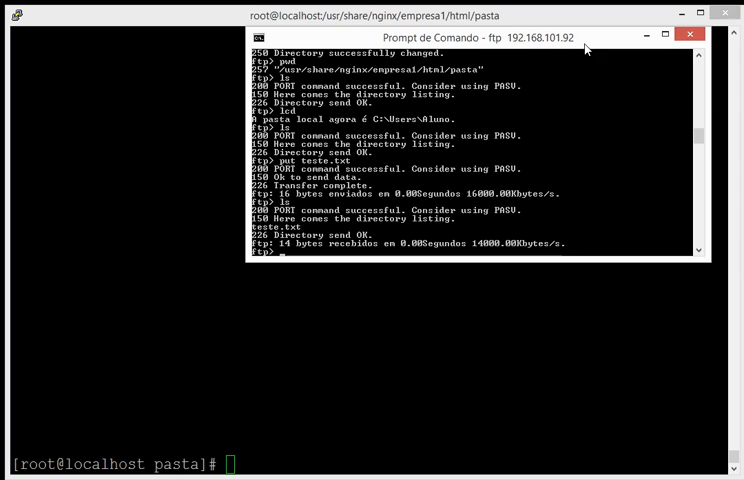 root@localhost:/usr/share/nginx/empresa1/html/pasta
Prompt de Comando - ftp 192.168.101.92
250 Directory successfully changed.
ftp> pwd
257 "/usr/share/nginx/empresa1/html/pasta"
ftp> ls
200 PORT command successful. Consider using PASV.
150 Here comes the directory listing.
226 Directory send OK.
ftp> lcd
A pasta local agora é C:\Users\Aluno.
ftp> ls
200 PORT command successful. Consider using PASV.
150 Here comes the directory listing.
226 Directory send OK.
ftp> put teste.txt
200 PORT command successful. Consider using PASV.
150 Ok to send data.
226 Transfer complete.
ftp: 16 bytes enviados em 0.00Segundos 16000.00Kbytes/s.
ftp> ls
200 PORT command successful. Consider using PASV.
150 Here comes the directory listing.
teste.txt
226 Directory send OK.
ftp: 14 bytes recebidos em 0.00Segundos 14000.00Kbytes/s.
ftp> _
[root@localhost pasta]#